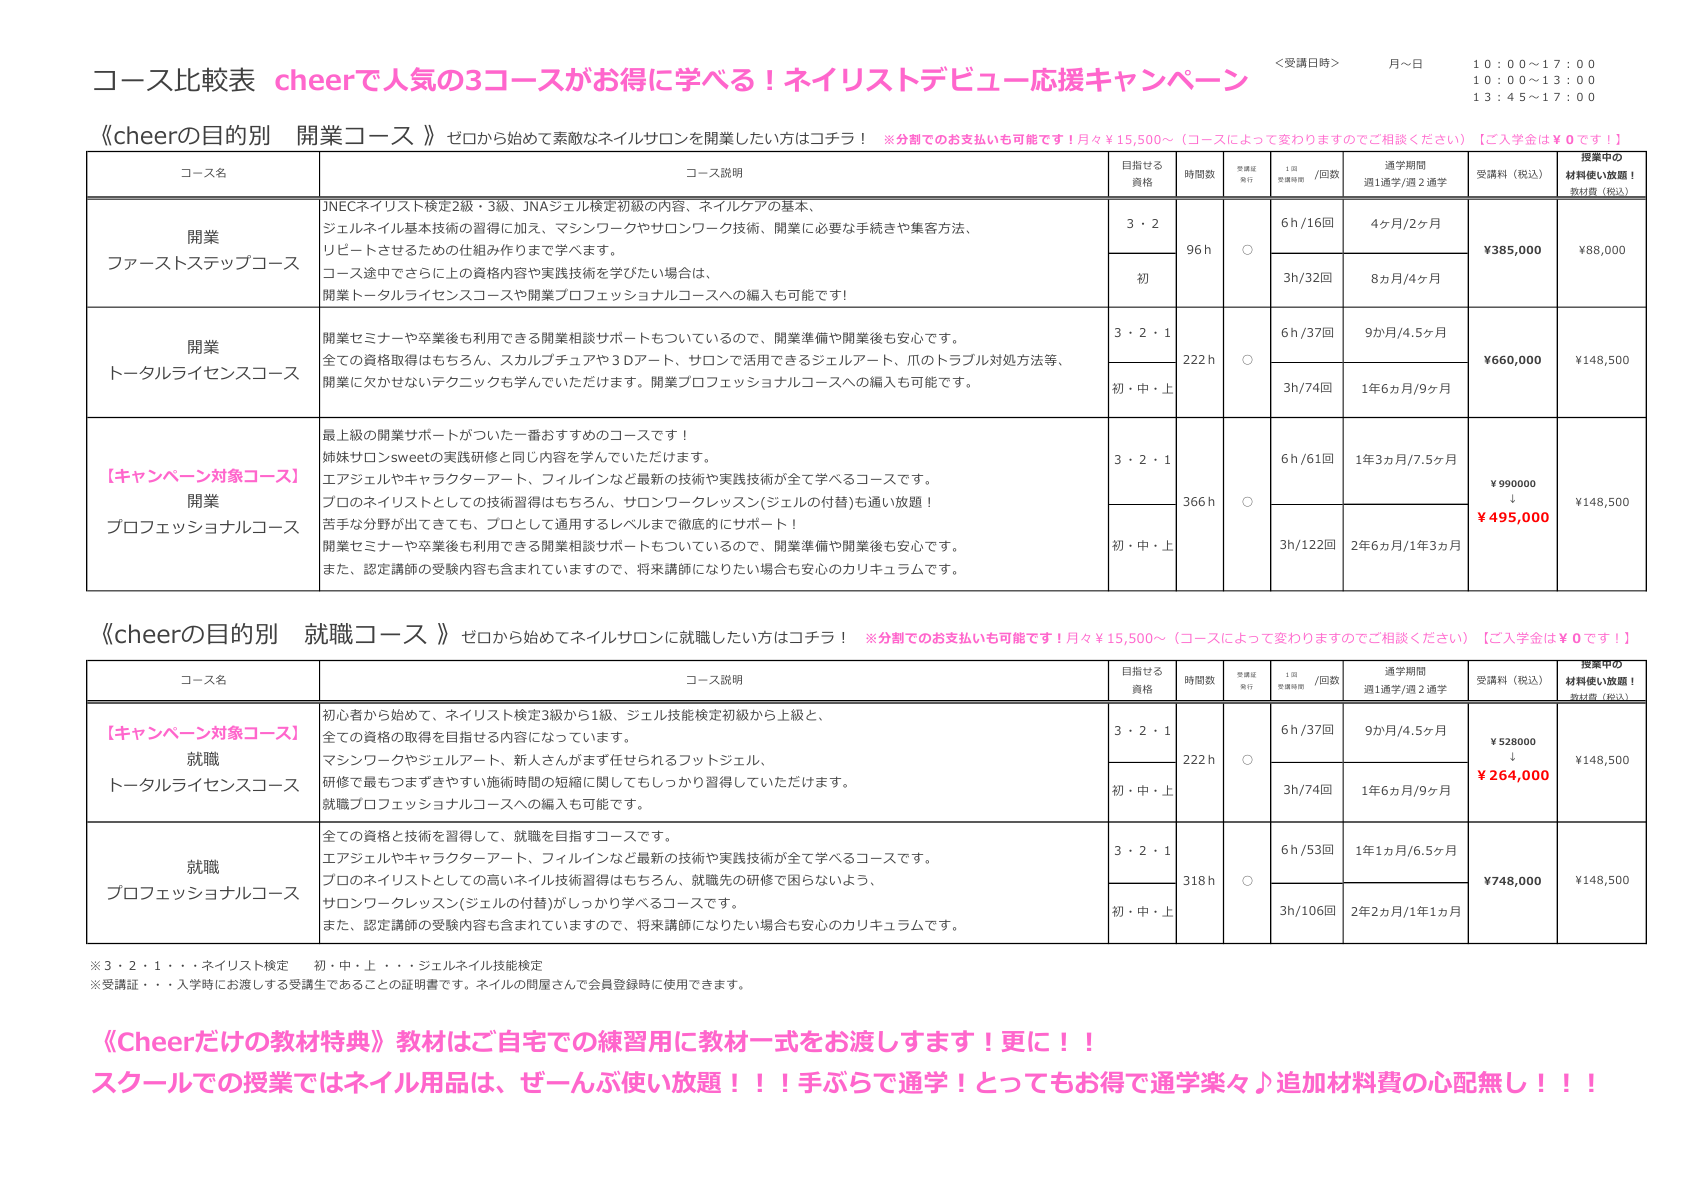 コース比較表 cheerで人気の3コースがお得に学べる！ネイリストデビュー応援キャンペーン
＜受講日時＞ 月～日 １０：００～１７：００
１０：００～１３：００
１３：４５～１７：００
《cheerの目的別 開業コース 》ゼロから始めて素敵なネイルサロンを開業したい方はコチラ！ ※分割でのお支払いも可能です！月々￥15,500～（コースによって変わりますのでご相談ください）【ご入学金は￥０です！】
コース名 コース説明 目指せる資格 時間数 受講証発行 １回受講時間 /回数 通学期間 週1通学/週２通学 受講料（税込） 授業中の材料使い放題！教材費（税込）
開業
ファーストステップコース
JNECネイリスト検定2級・3級、JNAジェル検定初級の内容、ネイルケアの基本、
ジェルネイル基本技術の習得に加え、マシンワークやサロンワーク技術、開業に必要な手続きや集客方法、
リピートさせるための仕組み作りまで学べます。
コース途中でさらに上の資格内容や実践技術を学びたい場合は、
開業トータルライセンスコースや開業プロフェッショナルコースへの編入も可能です!
３・２ 96ｈ ○ 6ｈ/16回 4ヶ月/2ヶ月 ¥385,000 ¥88,000
初 3h/32回 8ヵ月/4ヶ月
開業
トータルライセンスコース
開業セミナーや卒業後も利用できる開業相談サポートもついているので、開業準備や開業後も安心です。
全ての資格取得はもちろん、スカルプチュアや３Dアート、サロンで活用できるジェルアート、爪のトラブル対処方法等、
開業に欠かせないテクニックも学んでいただけます。開業プロフェッショナルコースへの編入も可能です。
３・２・１ 222ｈ ○ 6ｈ/37回 9か月/4.5ヶ月 ¥660,000 ¥148,500
初・中・上 3h/74回 1年6ヵ月/9ヶ月
【キャンペーン対象コース】
開業
プロフェッショナルコース
最上級の開業サポートがついた一番おすすめのコースです！
姉妹サロンsweetの実践研修と同じ内容を学んでいただけます。
エアジェルやキャラクターアート、フィルインなど最新の技術や実践技術が全て学べるコースです。
プロのネイリストとしての技術習得はもちろん、サロンワークレッスン(ジェルの付替)も通い放題！
苦手な分野が出てきても、プロとして通用するレベルまで徹底的にサポート！
開業セミナーや卒業後も利用できる開業相談サポートもついているので、開業準備や開業後も安心です。
また、認定講師の受験内容も含まれていますので、将来講師になりたい場合も安心のカリキュラムです。
３・２・１ 366ｈ ○ 6ｈ/61回 1年3ヵ月/7.5ヶ月 ￥990000 ↓ ￥495,000 ¥148,500
初・中・上 3h/122回 2年6ヵ月/1年3ヵ月
《cheerの目的別 就職コース 》ゼロから始めてネイルサロンに就職したい方はコチラ！ ※分割でのお支払いも可能です！月々￥15,500～（コースによって変わりますのでご相談ください）【ご入学金は￥０です！】
コース名 コース説明 目指せる資格 時間数 受講証発行 １回受講時間 /回数 通学期間 週1通学/週２通学 受講料（税込） 授業中の材料使い放題！教材費（税込）
【キャンペーン対象コース】
就職
トータルライセンスコース
初心者から始めて、ネイリスト検定3級から1級、ジェル技能検定初級から上級と、
全ての資格の取得を目指せる内容になっています。
マシンワークやジェルアート、新人さんがまず任せられるフットジェル、
研修で最もつまずきやすい施術時間の短縮に関してもしっかり習得していただけます。
就職プロフェッショナルコースへの編入も可能です。
３・２・１ 222ｈ ○ 6ｈ/37回 9か月/4.5ヶ月 ￥528000 ↓ ￥264,000 ¥148,500
初・中・上 3h/74回 1年6ヵ月/9ヶ月
就職
プロフェッショナルコース
全ての資格と技術を習得して、就職を目指すコースです。
エアジェルやキャラクターアート、フィルインなど最新の技術や実践技術が全て学べるコースです。
プロのネイリストとしての高いネイル技術習得はもちろん、就職先の研修で困らないよう、
サロンワークレッスン(ジェルの付替)がしっかり学べるコースです。
また、認定講師の受験内容も含まれていますので、将来講師になりたい場合も安心のカリキュラムです。
３・２・１ 318ｈ ○ 6ｈ/53回 1年1ヵ月/6.5ヶ月 ¥748,000 ¥148,500
初・中・上 3h/106回 2年2ヵ月/1年1ヵ月
※３・２・１・・・ネイリスト検定 初・中・上 ・・・ジェルネイル技能検定
※受講証・・・入学時にお渡しする受講生であることの証明書です。ネイルの問屋さんで会員登録時に使用できます。
《Cheerだけの教材特典》教材はご自宅での練習用に教材一式をお渡しすます！更に！！
スクールでの授業ではネイル用品は、ぜーんぶ使い放題！！！手ぶらで通学！とってもお得で通学楽々♪追加材料費の心配無し！！！